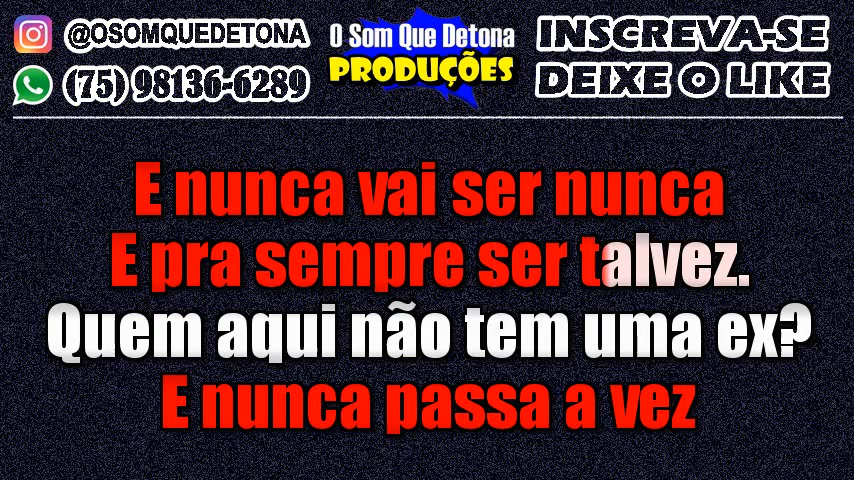 @OSOMQUEDETONA
(75) 98136-6289
O Som Que Detona
PRODUÇÕES
INSCREVA-SE
DEIXE O LIKE
E nunca vai ser nunca
E pra sempre ser talvez.
Quem aqui não tem uma ex?
E nunca passa a vez